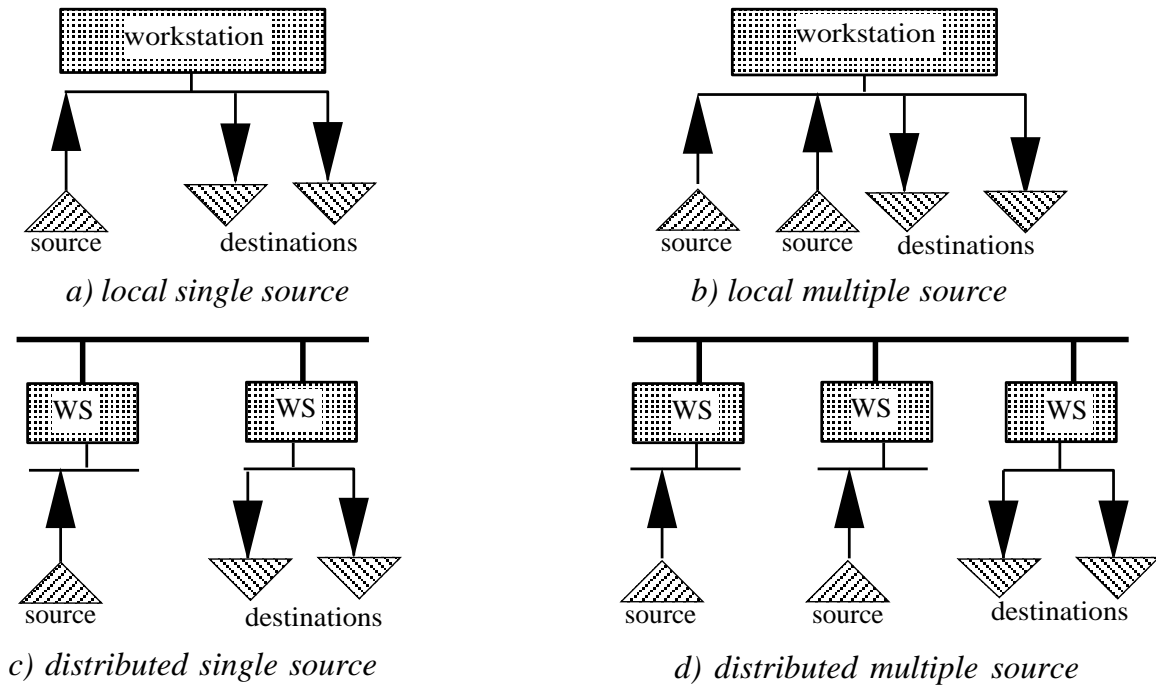 workstation
source
destinations
a) local single source
workstation
source
source
destinations
b) local multiple source
WS
WS
source
destinations
c) distributed single source
WS
WS
WS
source
source
destinations
d) distributed multiple source